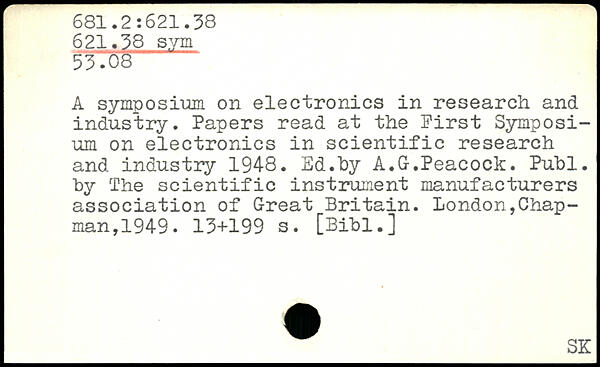 681.2:621.38
621.38 sym
53.08
A symposium on electronics in research and
industry. Papers read at the First Symposi-
um on electronics in scientific research
and industry 1948. Ed.by A.G.Peacock. Publ.
by The scientific instrument manufacturers
association of Great Britain. London,Chap-
man,1949. 13+199 s. [Bibl.]
SK